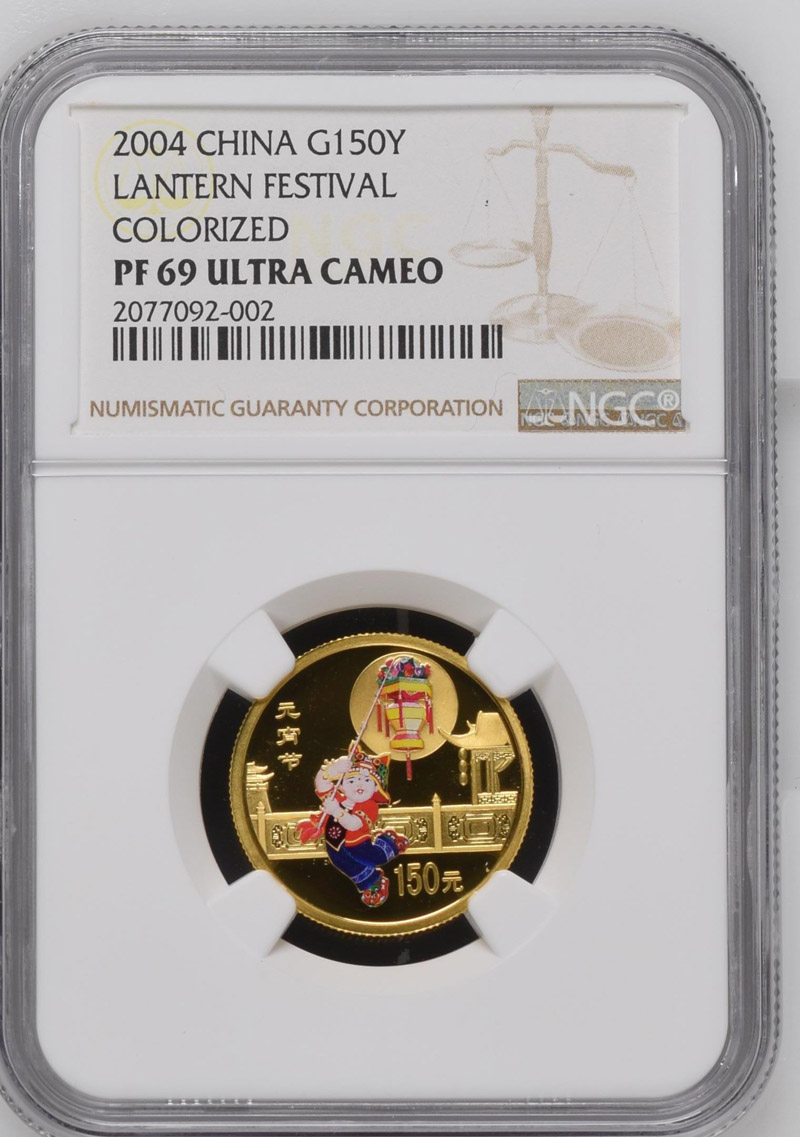 2004 CHINA G150Y
LANTERN FESTIVAL
COLORIZED
PF 69 ULTRA CAMEO
2077092-002
NUMISMATIC GUARANTY CORPORATION
NGC®
NGC
元宵节
150元